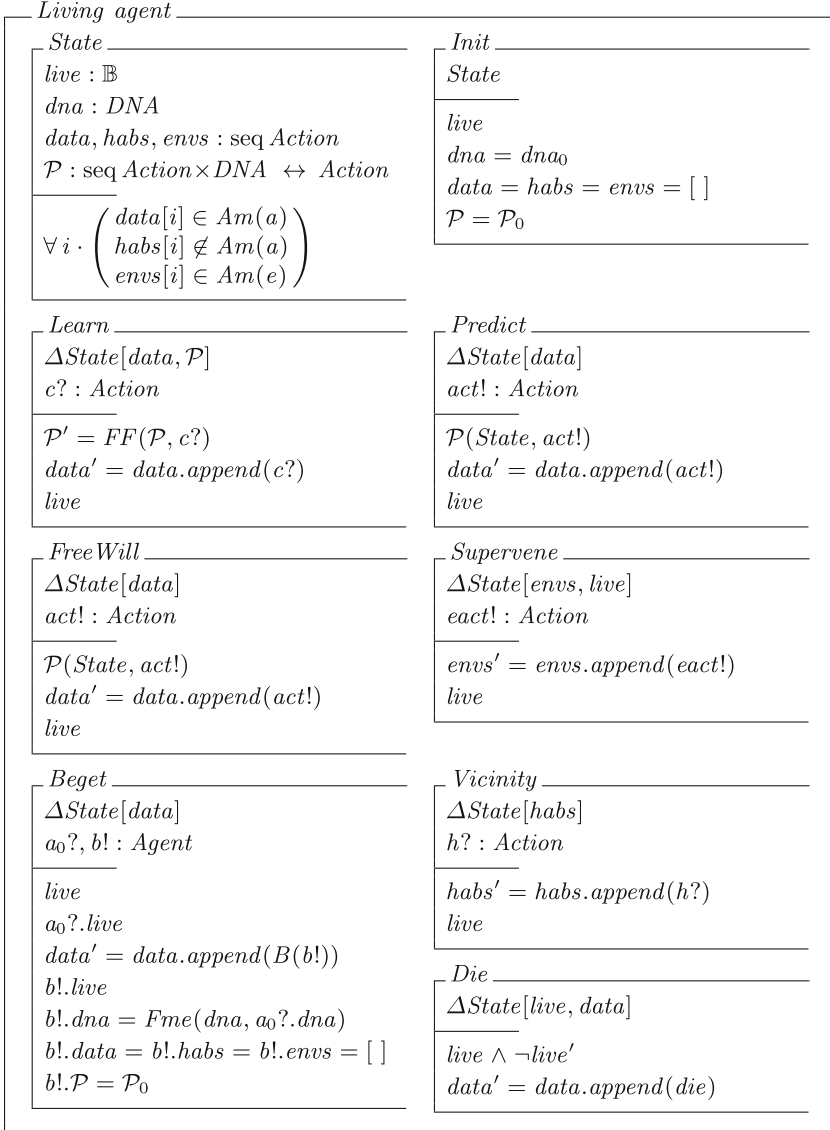 Living agent
State
live : 𝔹
dna : DNA
data, habs, envs : seq Action
𝒫 : seq Action×DNA ↔ Action
∀ i · ( data[i] ∈ Am(a)
habs[i] ∉ Am(a)
envs[i] ∈ Am(e) )
Init
State
live
dna = dna₀
data = habs = envs = [ ]
𝒫 = 𝒫₀
Learn
ΔState[data, 𝒫]
c? : Action
𝒫′ = FF(𝒫, c?)
data′ = data.append(c?)
live
Predict
ΔState[data]
act! : Action
𝒫(State, act!)
data′ = data.append(act!)
live
FreeWill
ΔState[data]
act! : Action
𝒫(State, act!)
data′ = data.append(act!)
live
Supervene
ΔState[envs, live]
eact! : Action
envs′ = envs.append(eact!)
live
Beget
ΔState[data]
a₀?, b! : Agent
live
a₀?.live
data′ = data.append(B(b!))
b!.live
b!.dna = Fme(dna, a₀?.dna)
b!.data = b!.habs = b!.envs = [ ]
b!.𝒫 = 𝒫₀
Vicinity
ΔState[habs]
h? : Action
habs′ = habs.append(h?)
live
Die
ΔState[live, data]
live ∧ ¬live′
data′ = data.append(die)